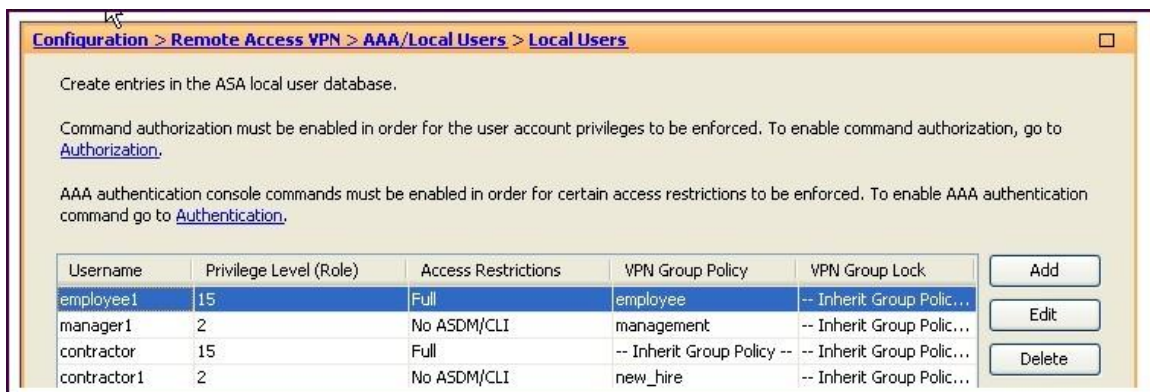 Configuration > Remote Access VPN > AAA/Local Users > Local Users
Create entries in the ASA local user database.
Command authorization must be enabled in order for the user account privileges to be enforced. To enable command authorization, go to
Authorization.
AAA authentication console commands must be enabled in order for certain access restrictions to be enforced. To enable AAA authentication
command go to Authentication.
Username Privilege Level (Role) Access Restrictions VPN Group Policy VPN Group Lock Add
employee1 15 Full employee -- Inherit Group Polic...
Edit
manager1 2 No ASDM/CLI management -- Inherit Group Polic...
contractor 15 Full -- Inherit Group Policy -- -- Inherit Group Polic...
Delete
contractor1 2 No ASDM/CLI new_hire -- Inherit Group Polic...